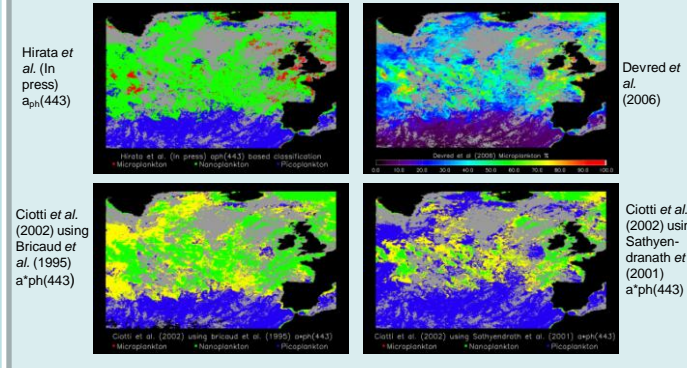 Hirata et
al. (In
press)
aph(443)
Hirata et al. (In press) aph(443) based classification
•Microplankton •Nanoplankton •Picoplankton
Devred et al (2006) Microplankton %
0.0 10.0 20.0 30.0 40.0 50.0 60.0 70.0 80.0 90.0 100.0
Devred et
al.
(2006)
Ciotti et al.
(2002) using
Bricaud et
al. (1995)
a*ph(443)
Ciotti et al. (2002) using bricaud et al. (1995) a*ph(443)
•Microplankton •Nanoplankton •Picoplankton
Ciotti et al. (2002) using Sathyendrath et al. (2001) a*ph(443)
•Microplankton •Nanoplankton •Picoplankton
Ciotti et al.
(2002) usin
Sathyen-
dranath et
(2001)
a*ph(443)